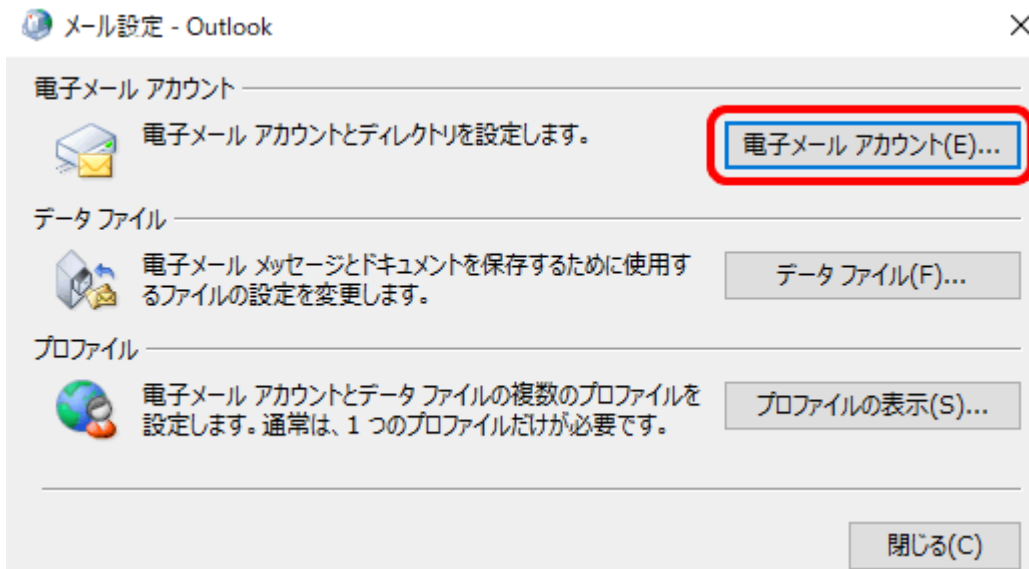 メール設定 - Outlook
電子メール アカウント
電子メール アカウントとディレクトリを設定します。
電子メール アカウント(E)...
データ ファイル
電子メール メッセージとドキュメントを保存するために使用す
るファイルの設定を変更します。
データ ファイル(F)...
プロファイル
電子メール アカウントとデータ ファイルの複数のプロファイルを
設定します。通常は、1 つのプロファイルだけが必要です。
プロファイルの表示(S)...
閉じる(C)